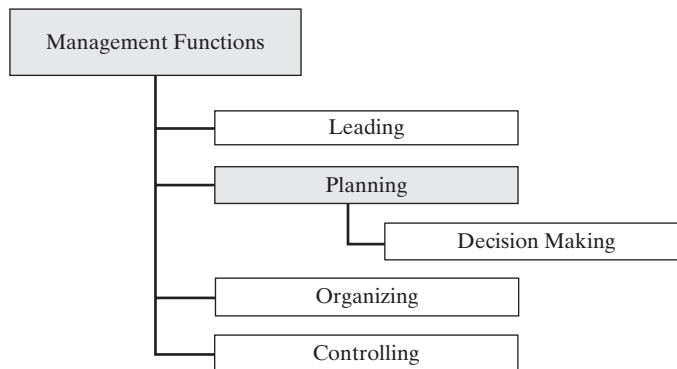 Management Functions
Leading
Planning
Decision Making
Organizing
Controlling